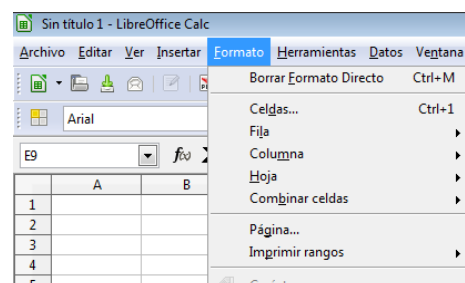 Sin título 1 - LibreOffice Calc
Archivo Editar Ver Insertar Formato Herramientas Datos Ventana
Borrar Formato Directo Ctrl+M
Arial
Celdas... Ctrl+1
Fila
E9
Columna
Hoja
A B
Combinar celdas
1
2
Página...
3
Imprimir rangos
4